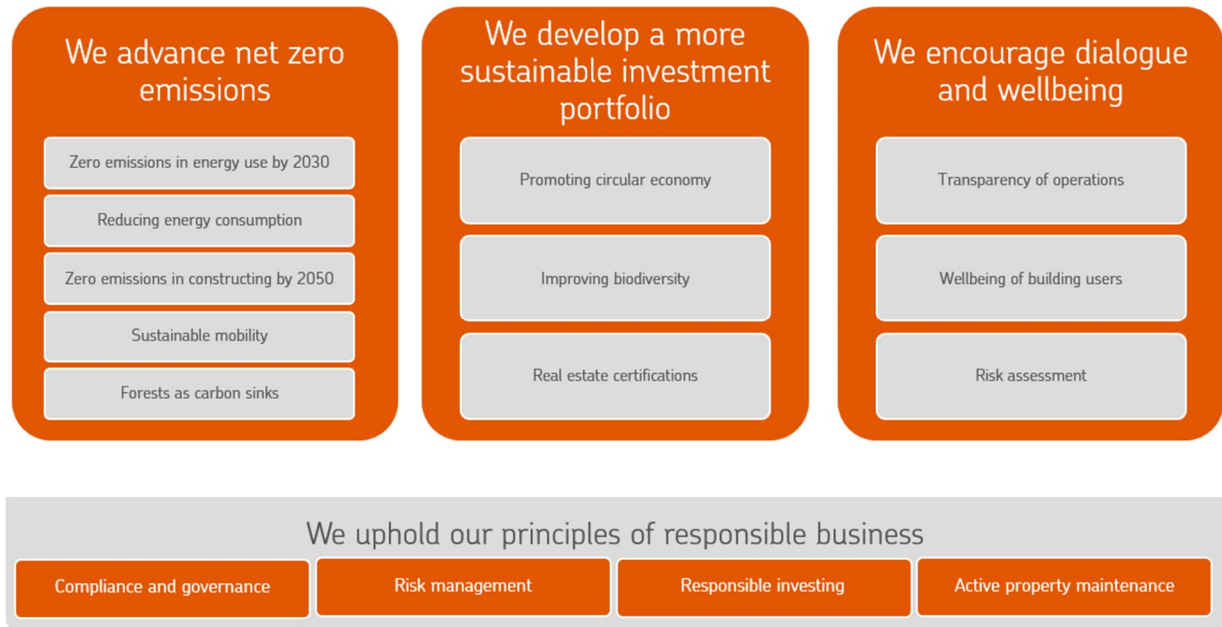 We advance net zero
emissions
Zero emissions in energy use by 2030
Reducing energy consumption
Zero emissions in constructing by 2050
Sustainable mobility
Forests as carbon sinks
We develop a more
sustainable investment
portfolio
Promoting circular economy
Improving biodiversity
Real estate certifications
We encourage dialogue
and wellbeing
Transparency of operations
Wellbeing of building users
Risk assessment
We uphold our principles of responsible business
Compliance and governance
Risk management
Responsible investing
Active property maintenance